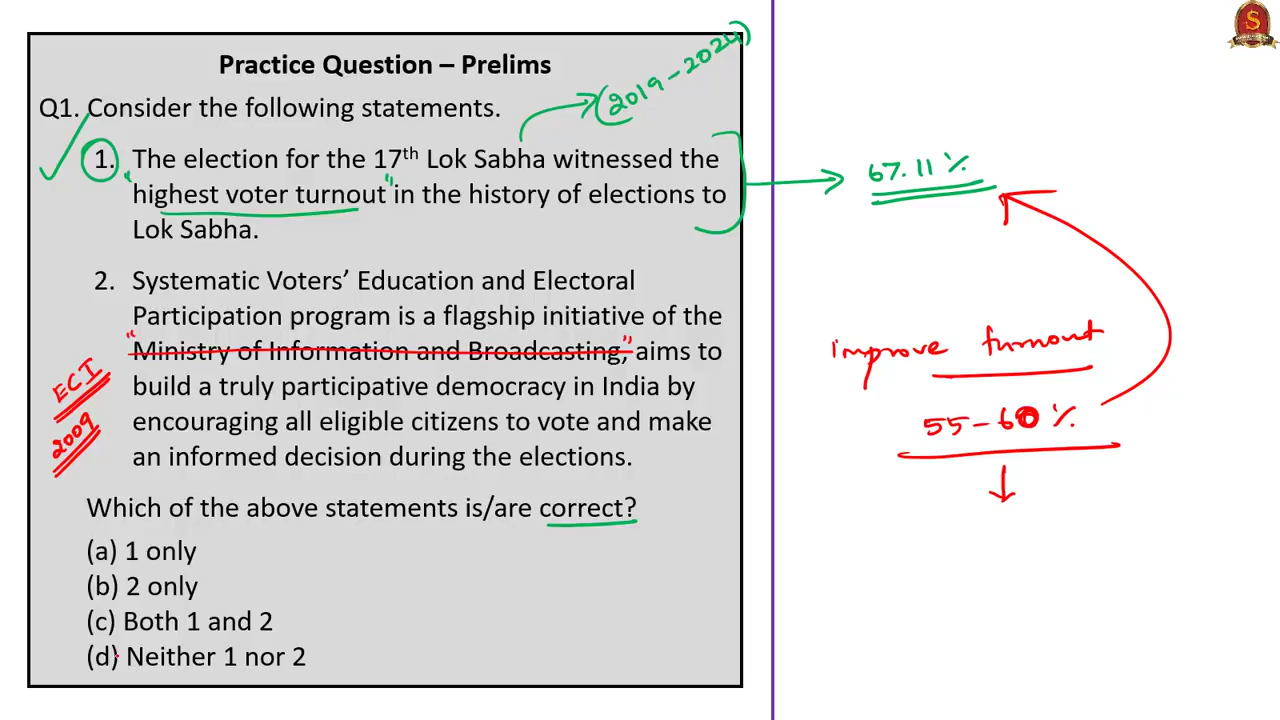 Practice Question – Prelims
(2019 – 2024)
Q1. Consider the following statements.
1. The election for the 17th Lok Sabha witnessed the
"highest voter turnout" in the history of elections to
Lok Sabha.
67.11 %
2. Systematic Voters' Education and Electoral
Participation program is a flagship initiative of the
"Ministry of Information and Broadcasting," aims to
build a truly participative democracy in India by
encouraging all eligible citizens to vote and make
an informed decision during the elections.
ECI
2009
improve turnout
55 – 60 %
Which of the above statements is/are correct?
(a) 1 only
(b) 2 only
(c) Both 1 and 2
(d) Neither 1 nor 2
S